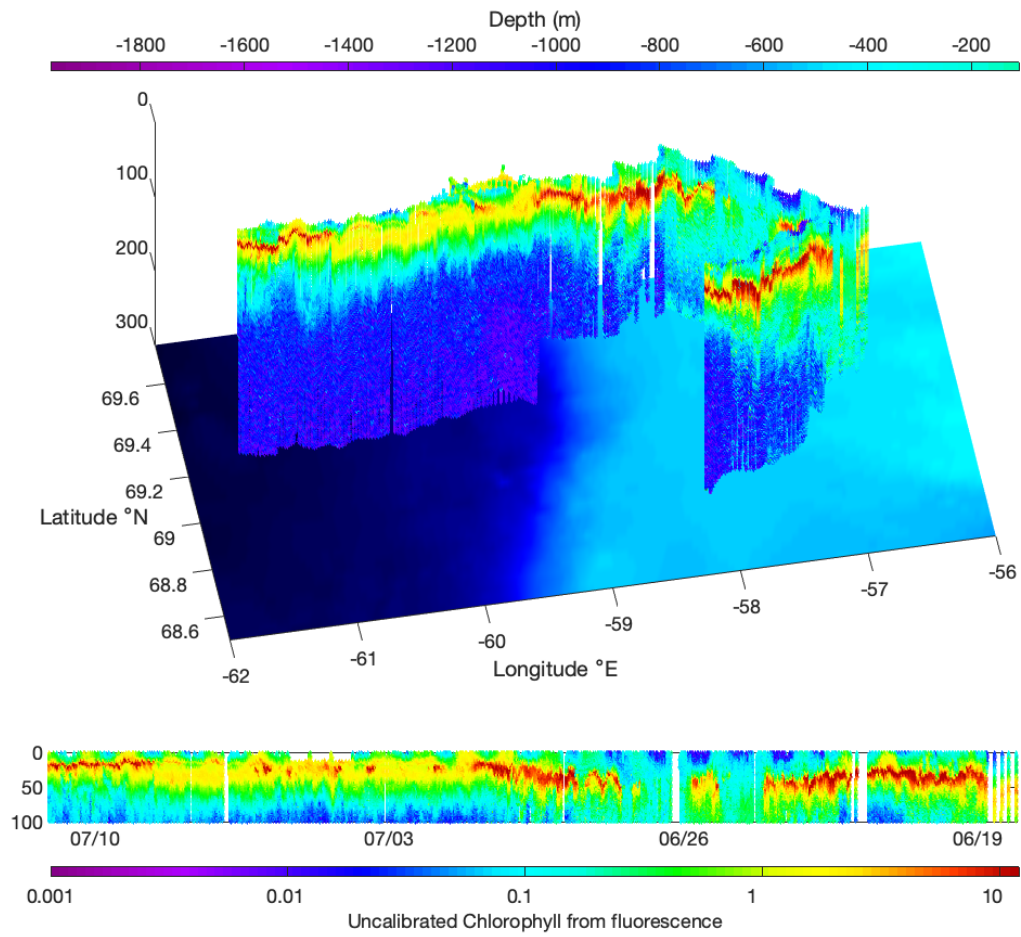 Depth (m)
-1800 -1600 -1400 -1200 -1000 -800 -600 -400 -200
0
100
200
300
69.6
69.4
69.2
Latitude °N
69
68.8
68.6
-56
-57
-58
-59
-60
-61
-62
Longitude °E
0
50
100
07/10 07/03 06/26 06/19
0.001 0.01 0.1 1 10
Uncalibrated Chlorophyll from fluorescence